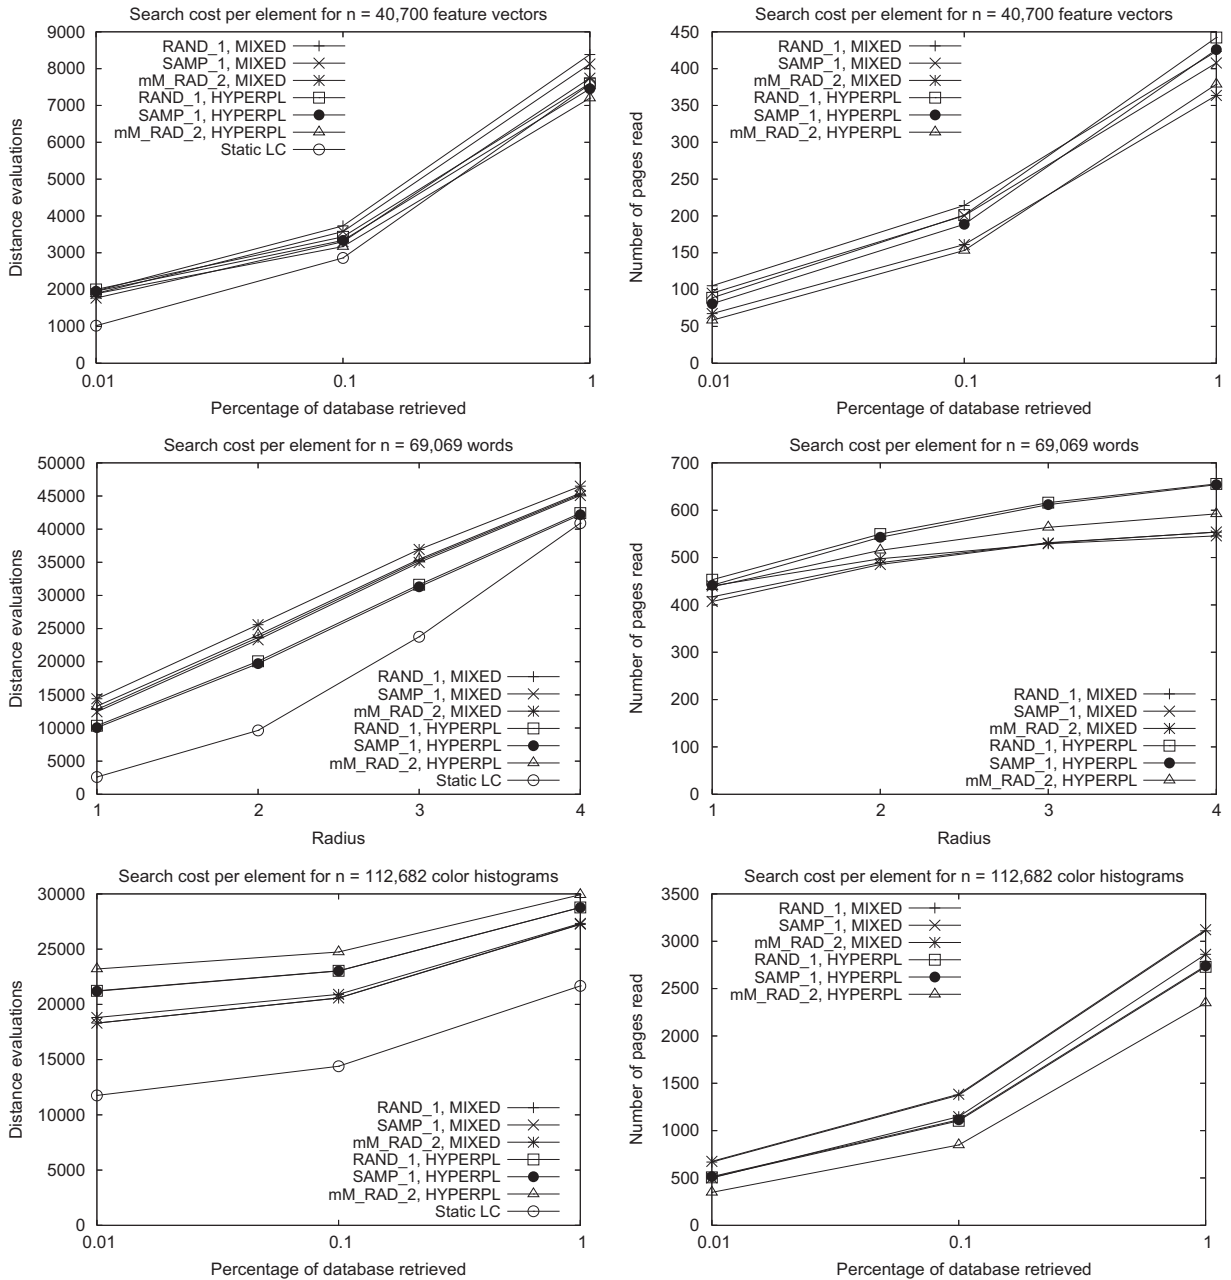 Search cost per element for n = 40,700 feature vectors
9000
8000
7000
6000
5000
4000
3000
2000
1000
0
Distance evaluations
RAND_1, MIXED
SAMP_1, MIXED
mM_RAD_2, MIXED
RAND_1, HYPERPL
SAMP_1, HYPERPL
mM_RAD_2, HYPERPL
Static LC
0.01 0.1 1
Percentage of database retrieved
Search cost per element for n = 40,700 feature vectors
450
400
350
300
250
200
150
100
50
0
Number of pages read
RAND_1, MIXED
SAMP_1, MIXED
mM_RAD_2, MIXED
RAND_1, HYPERPL
SAMP_1, HYPERPL
mM_RAD_2, HYPERPL
0.01 0.1 1
Percentage of database retrieved
Search cost per element for n = 69,069 words
50000
45000
40000
35000
30000
25000
20000
15000
10000
5000
0
Distance evaluations
RAND_1, MIXED
SAMP_1, MIXED
mM_RAD_2, MIXED
RAND_1, HYPERPL
SAMP_1, HYPERPL
mM_RAD_2, HYPERPL
Static LC
1 2 3 4
Radius
Search cost per element for n = 69,069 words
700
600
500
400
300
200
100
0
Number of pages read
RAND_1, MIXED
SAMP_1, MIXED
mM_RAD_2, MIXED
RAND_1, HYPERPL
SAMP_1, HYPERPL
mM_RAD_2, HYPERPL
1 2 3 4
Radius
Search cost per element for n = 112,682 color histograms
30000
25000
20000
15000
10000
5000
0
Distance evaluations
RAND_1, MIXED
SAMP_1, MIXED
mM_RAD_2, MIXED
RAND_1, HYPERPL
SAMP_1, HYPERPL
mM_RAD_2, HYPERPL
Static LC
0.01 0.1 1
Percentage of database retrieved
Search cost per element for n = 112,682 color histograms
3500
3000
2500
2000
1500
1000
500
0
Number of pages read
RAND_1, MIXED
SAMP_1, MIXED
mM_RAD_2, MIXED
RAND_1, HYPERPL
SAMP_1, HYPERPL
mM_RAD_2, HYPERPL
0.01 0.1 1
Percentage of database retrieved